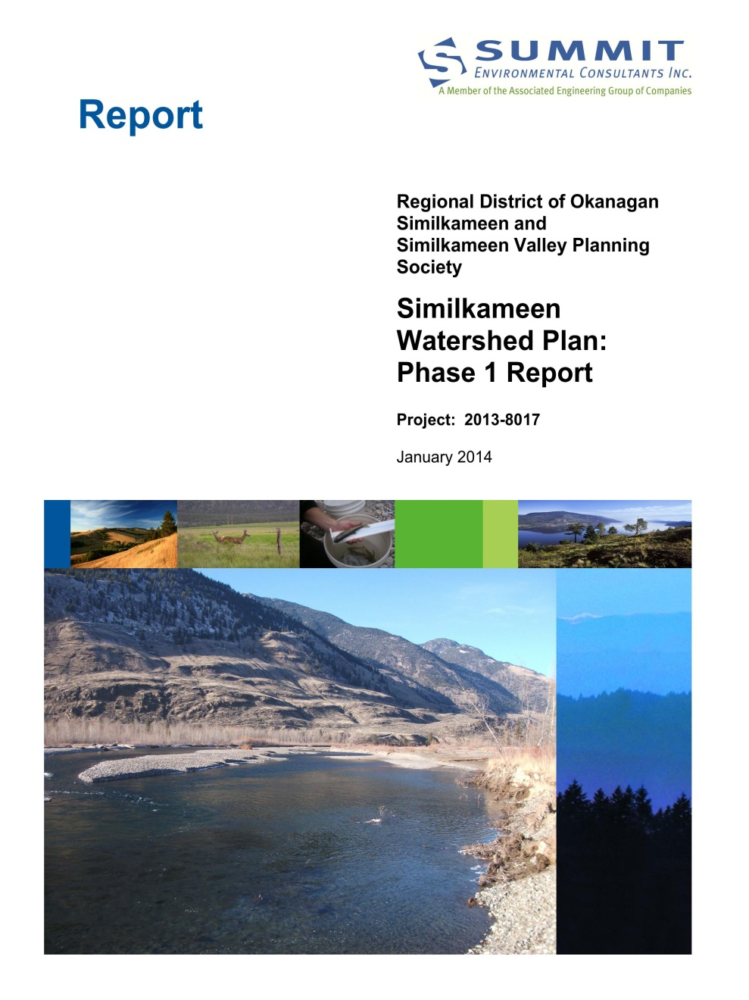 SUMMIT
ENVIRONMENTAL CONSULTANTS INC.
A Member of the Associated Engineering Group of Companies
Report
Regional District of Okanagan
Similkameen and
Similkameen Valley Planning
Society
Similkameen
Watershed Plan:
Phase 1 Report
Project:  2013-8017
January 2014